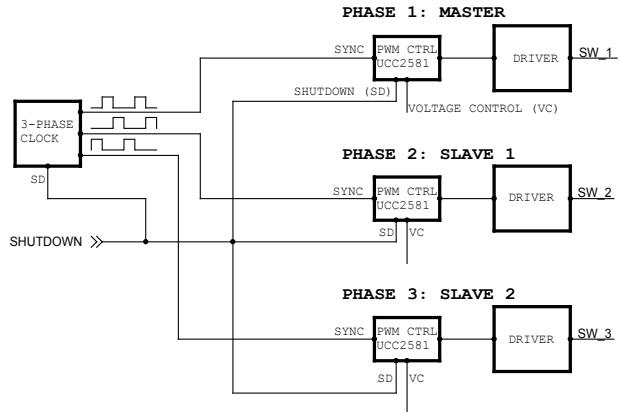 PHASE 1: MASTER
SYNC
PWM CTRL
UCC2581
DRIVER
SW_1
SHUTDOWN (SD)
VOLTAGE CONTROL (VC)
3-PHASE
CLOCK
SD
PHASE 2: SLAVE 1
SYNC
PWM CTRL
UCC2581
DRIVER
SW_2
SD
VC
SHUTDOWN
PHASE 3: SLAVE 2
SYNC
PWM CTRL
UCC2581
DRIVER
SW_3
SD
VC